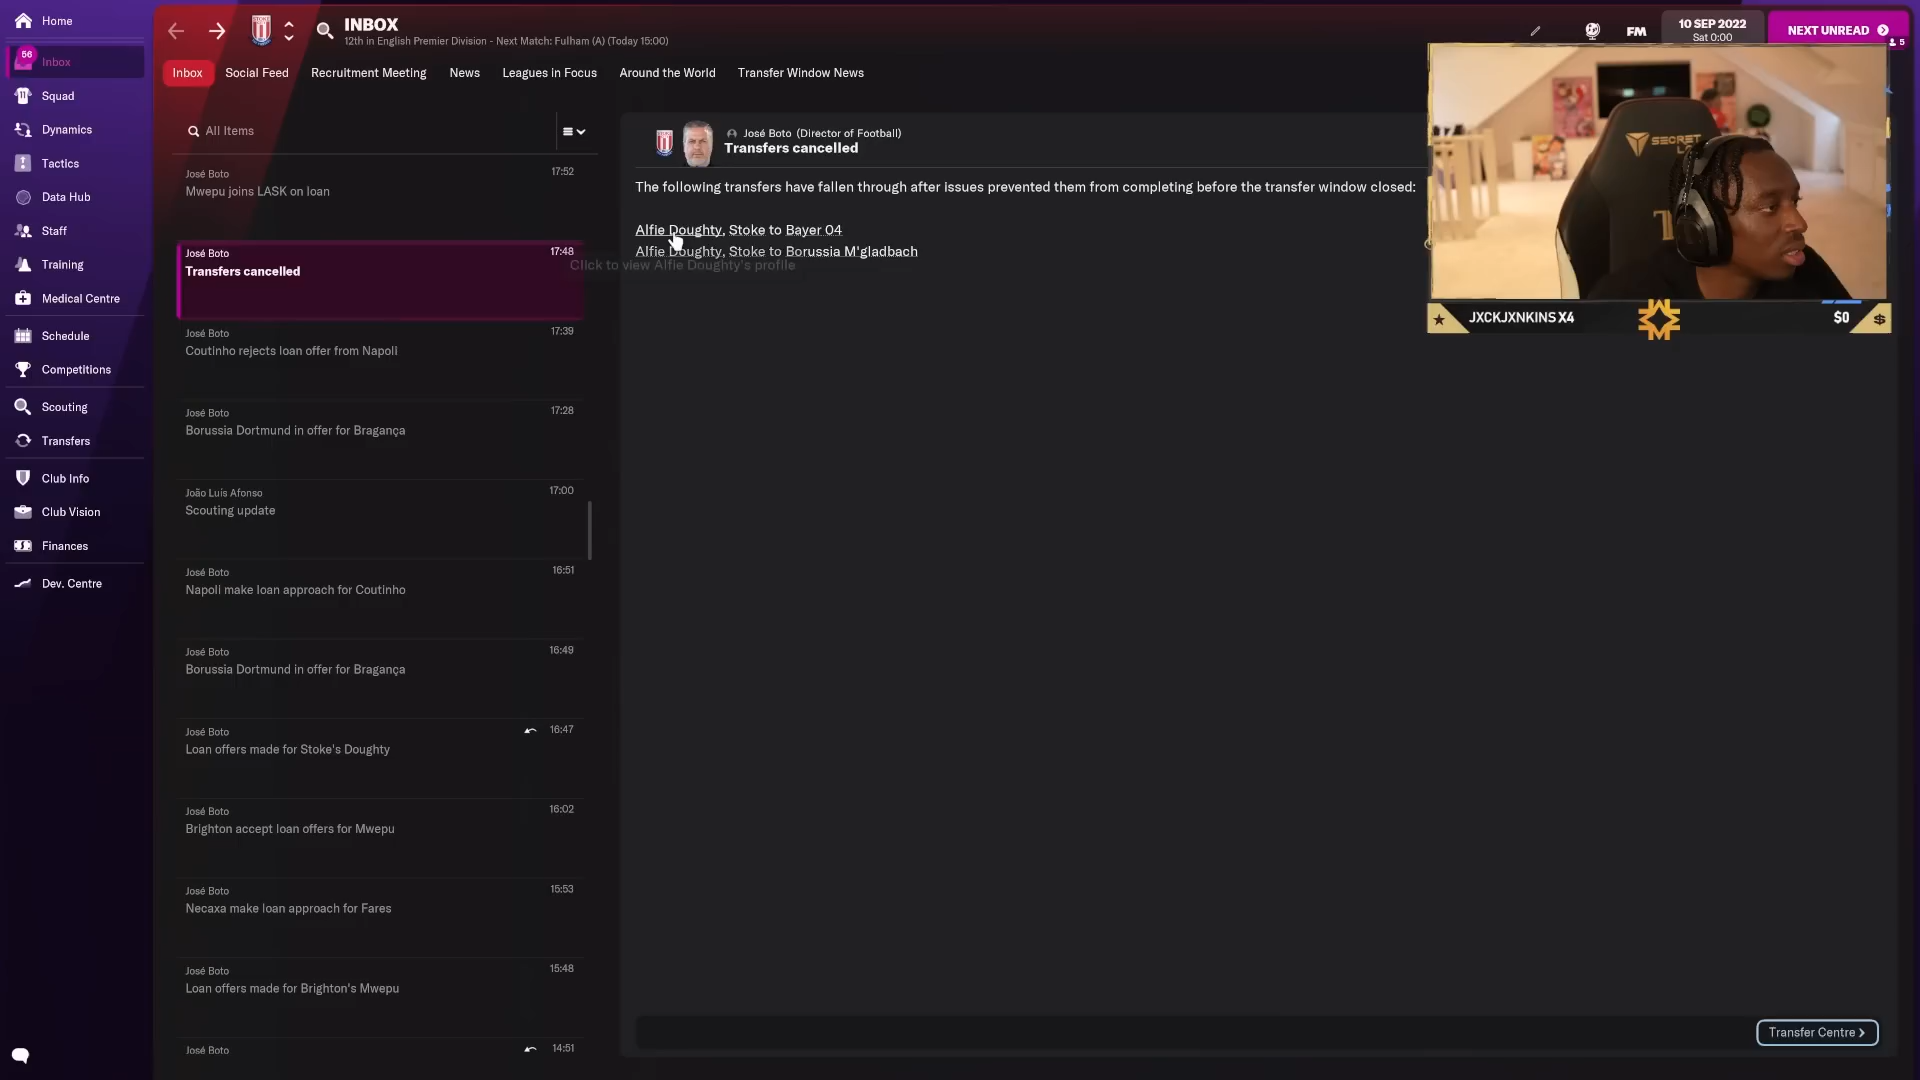 Home
56
Inbox
Squad
Dynamics
Tactics
Data Hub
Staff
Training
Medical Centre
Schedule
Competitions
Scouting
Transfers
Club Info
Club Vision
Finances
Dev. Centre
INBOX
12th in English Premier Division - Next Match: Fulham (A) (Today 15:00)
FM
10 SEP 2022
Sat 0:00
NEXT UNREAD
5
Inbox
Social Feed
Recruitment Meeting
News
Leagues in Focus
Around the World
Transfer Window News
All Items
José Boto 17:52
Mwepu joins LASK on loan
José Boto 17:48
Transfers cancelled
José Boto 17:39
Coutinho rejects loan offer from Napoli
José Boto 17:28
Borussia Dortmund in offer for Bragança
João Luís Afonso 17:00
Scouting update
José Boto 16:51
Napoli make loan approach for Coutinho
José Boto 16:49
Borussia Dortmund in offer for Bragança
José Boto 16:47
Loan offers made for Stoke's Doughty
José Boto 16:02
Brighton accept loan offers for Mwepu
José Boto 15:53
Necaxa make loan approach for Fares
José Boto 15:48
Loan offers made for Brighton's Mwepu
José Boto 14:51
José Boto (Director of Football)
Transfers cancelled
The following transfers have fallen through after issues prevented them from completing before the transfer window closed:
Alfie Doughty, Stoke to Bayer 04
Alfie Doughty, Stoke to Borussia M'gladbach
Click to view Alfie Doughty's profile
SECRET
JXCKJXNKINS X4
$0
Transfer Centre >